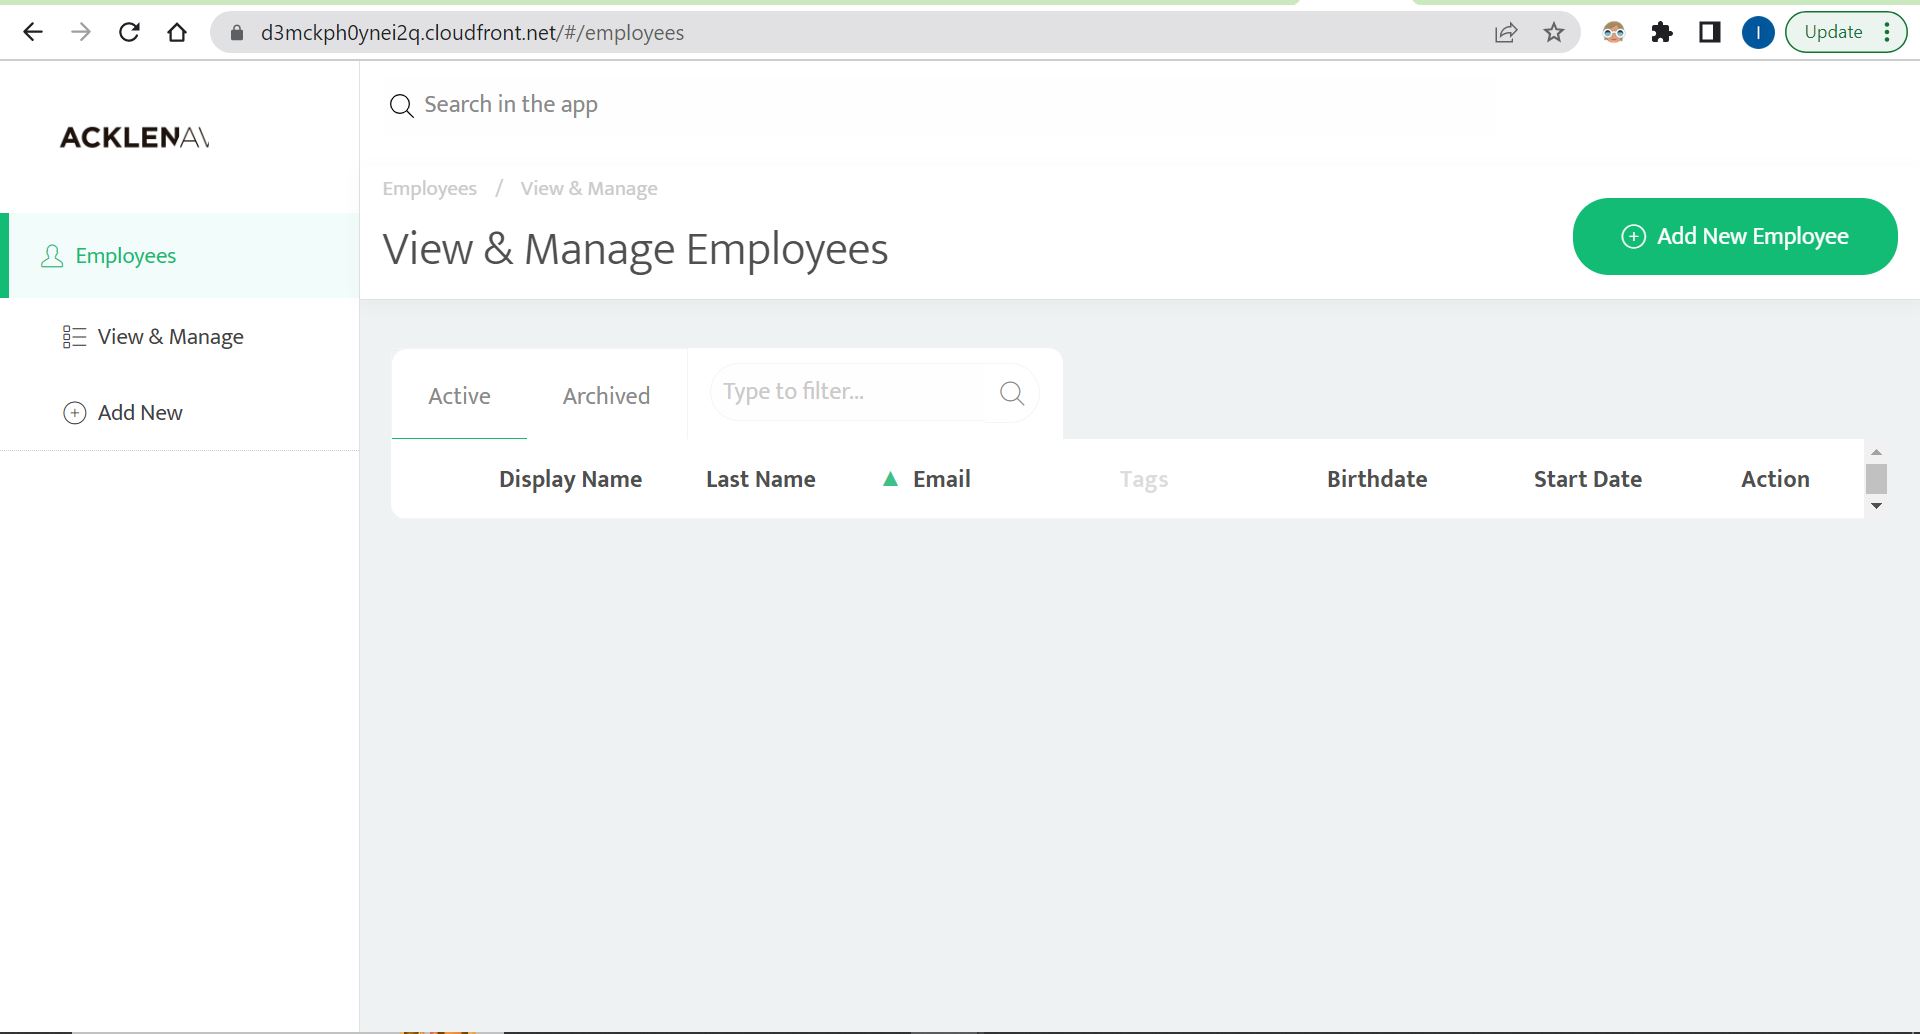 d3mckph0ynei2q.cloudfront.net/#/employees
I
Update
Search in the app
ACKLENAV
Employees / View & Manage
View & Manage Employees
Add New Employee
Employees
View & Manage
Add New
Active Archived Type to filter...
Display Name Last Name ▲ Email Tags Birthdate Start Date Action